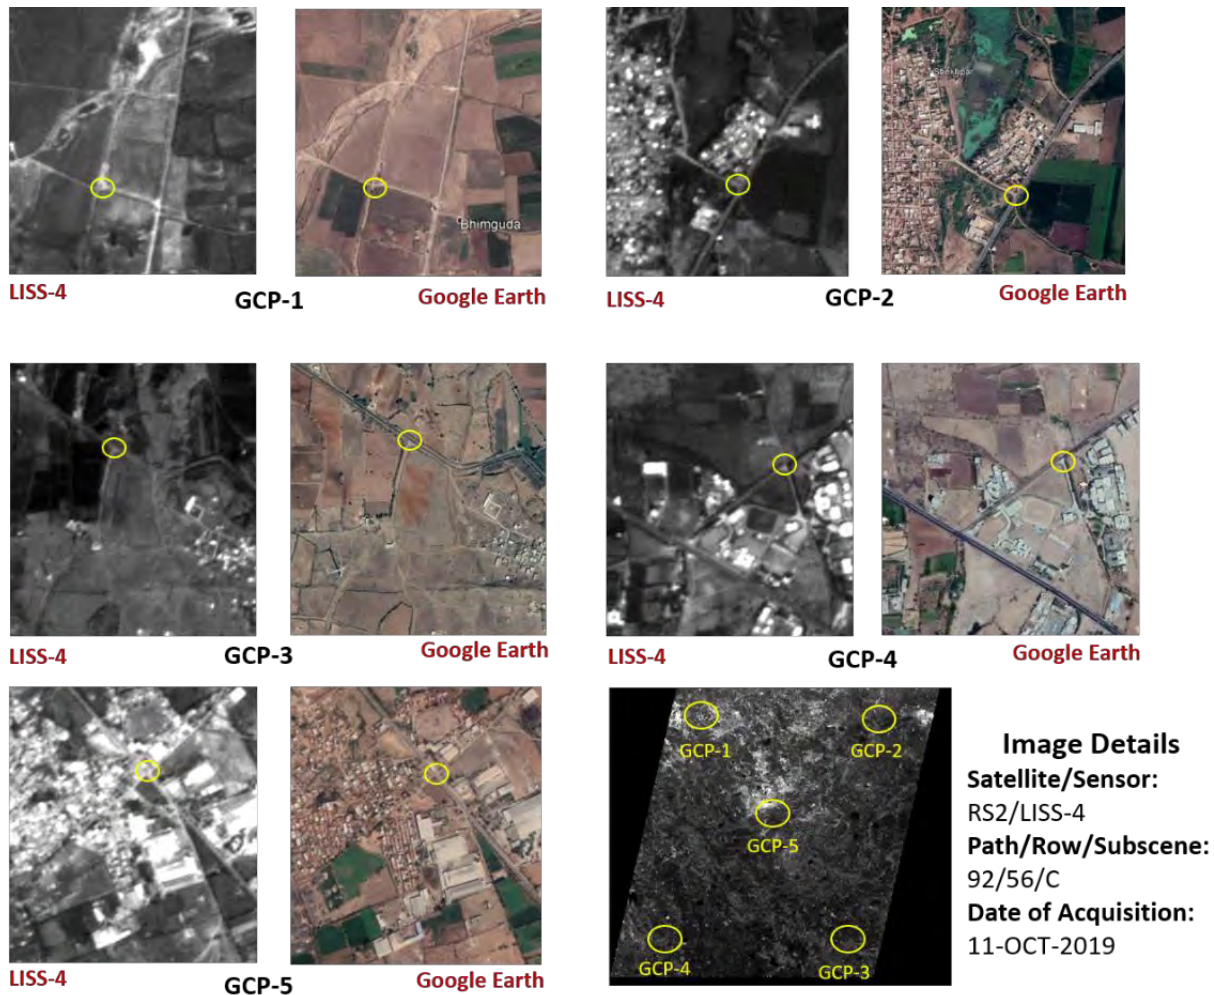 Bhimguda
LISS-4
GCP-1
Google Earth
Shekhpar
LISS-4
GCP-2
Google Earth
LISS-4
GCP-3
Google Earth
LISS-4
GCP-4
Google Earth
LISS-4
GCP-5
Google Earth
GCP-1
GCP-2
GCP-5
GCP-4
GCP-3
Image Details
Satellite/Sensor:
RS2/LISS-4
Path/Row/Subscene:
92/56/C
Date of Acquisition:
11-OCT-2019